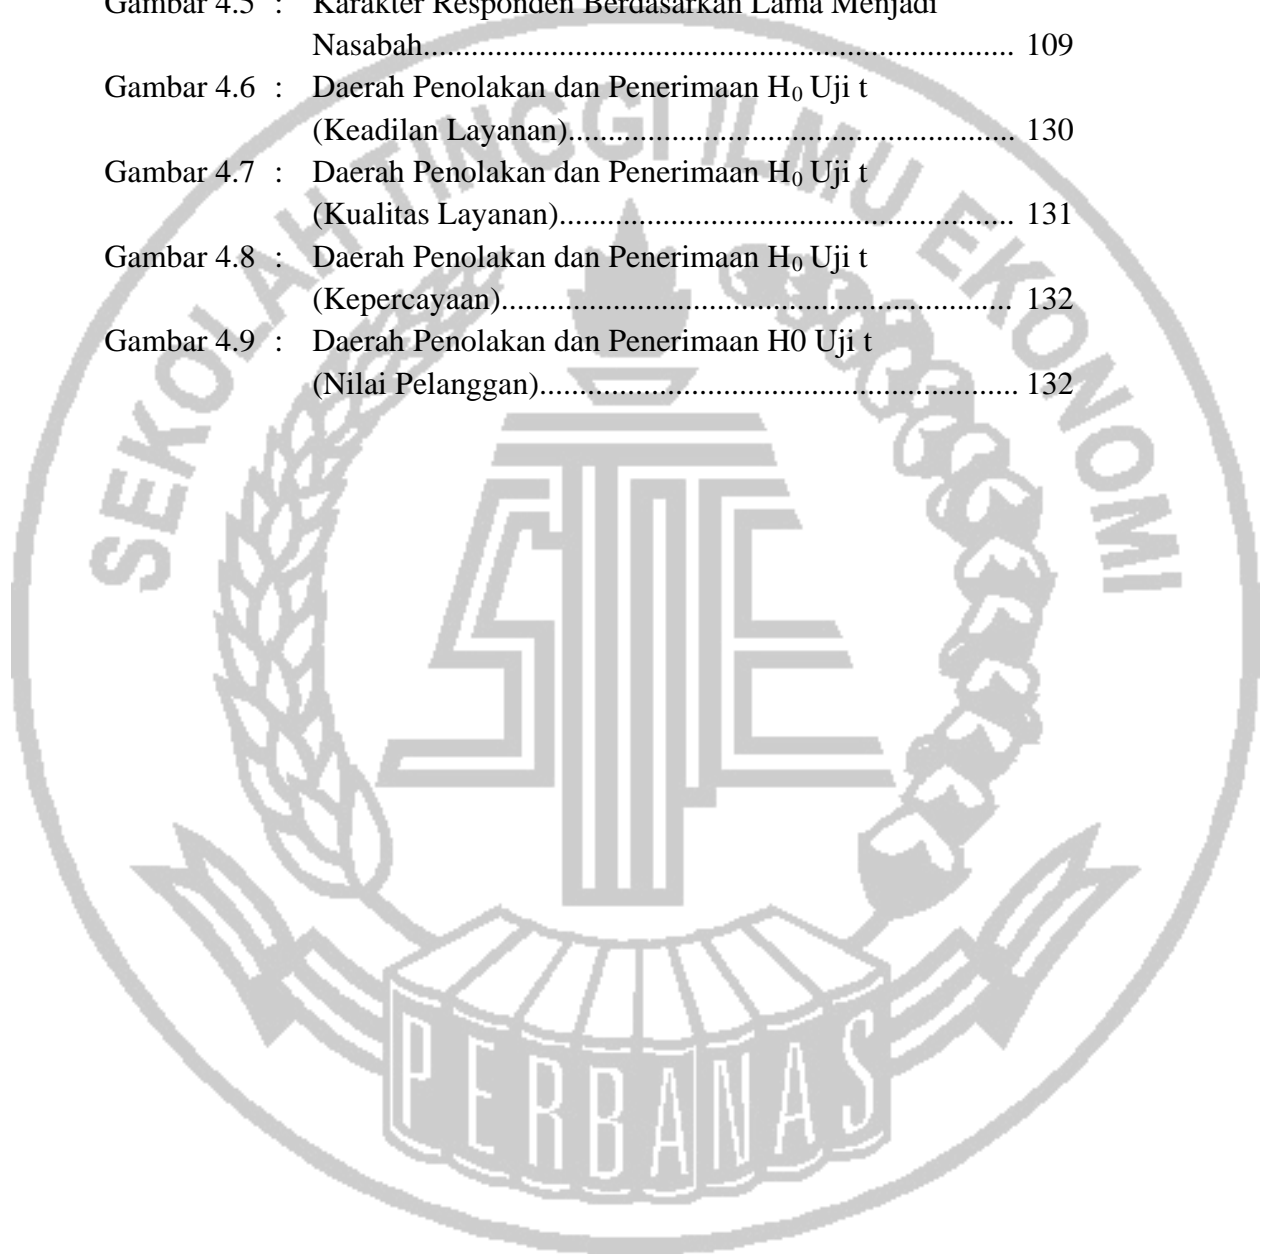 Gambar 4.5 : Karakter Responden Berdasarkan Lama Menjadi
Nasabah.......................................................................... 109
Gambar 4.6 : Daerah Penolakan dan Penerimaan H₀ Uji t
(Keadilan Layanan)........................................................ 130
Gambar 4.7 : Daerah Penolakan dan Penerimaan H₀ Uji t
(Kualitas Layanan)......................................................... 131
Gambar 4.8 : Daerah Penolakan dan Penerimaan H₀ Uji t
(Kepercayaan)................................................................ 132
Gambar 4.9 : Daerah Penolakan dan Penerimaan H0 Uji t
(Nilai Pelanggan)............................................................ 132
SEKOLAH TINGGI ILMU EKONOMI
STIE
PERBANAS